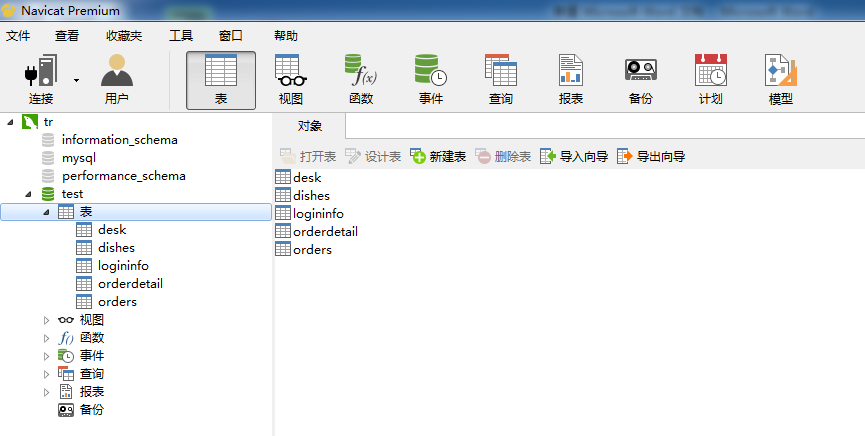 Navicat Premium
文件 查看 收藏夹 工具 窗口 帮助
连接 用户 表 视图 函数 事件 查询 报表 备份 计划 模型
tr
information_schema
mysql
performance_schema
test
表
desk
dishes
logininfo
orderdetail
orders
视图
函数
事件
查询
报表
备份
对象
打开表 设计表 新建表 删除表 导入向导 导出向导
desk
dishes
logininfo
orderdetail
orders